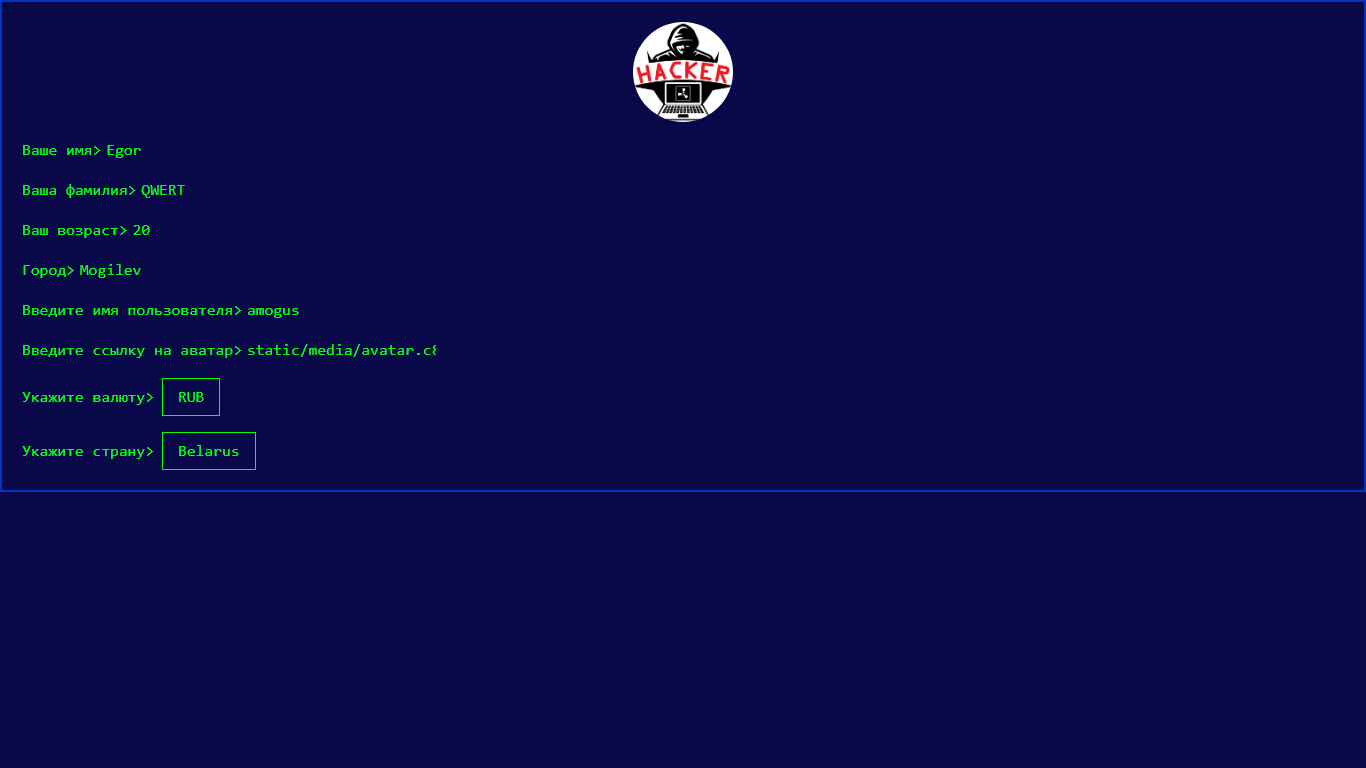 HACKER
Ваше имя> Egor
Ваша фамилия> QWERT
Ваш возраст> 20
Город> Mogilev
Введите имя пользователя> amogus
Введите ссылку на аватар> static/media/avatar.c8
Укажите валюту> RUB
Укажите страну> Belarus